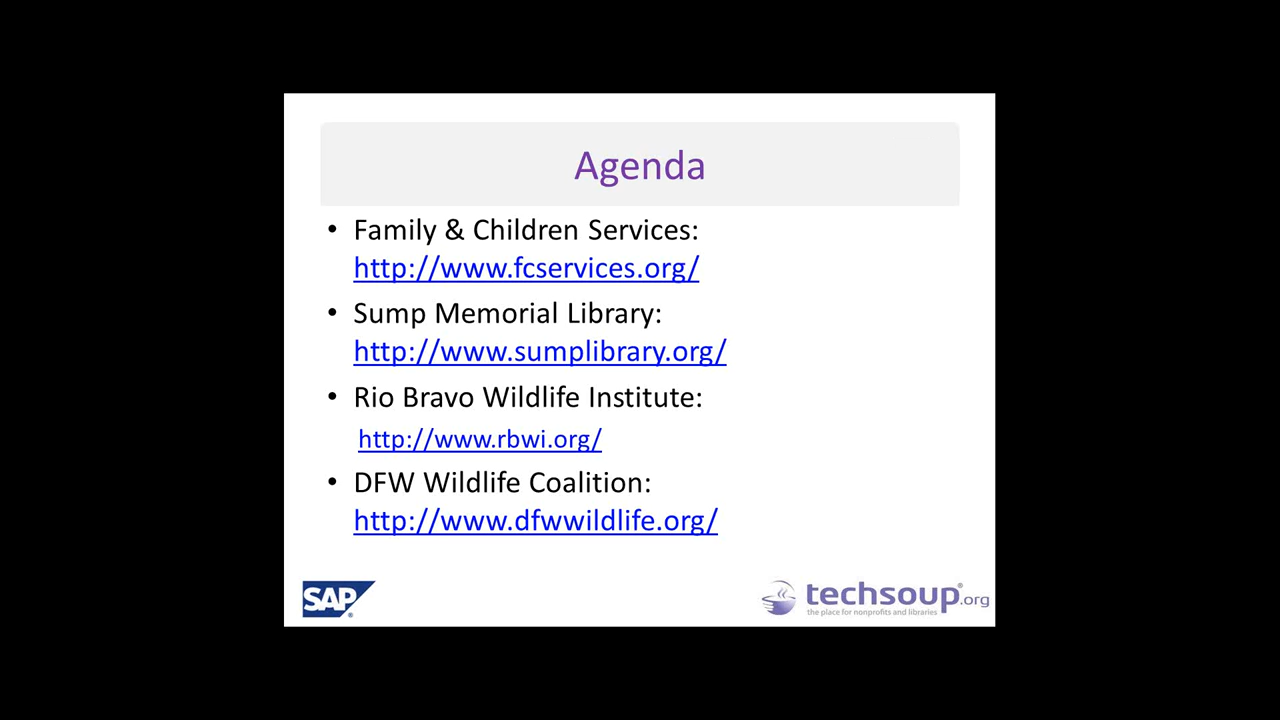 Agenda
• Family & Children Services:
http://www.fcservices.org/
• Sump Memorial Library:
http://www.sumplibrary.org/
• Rio Bravo Wildlife Institute:
http://www.rbwi.org/
• DFW Wildlife Coalition:
http://www.dfwwildlife.org/
SAP®
techsoup®.org
the place for nonprofits and libraries